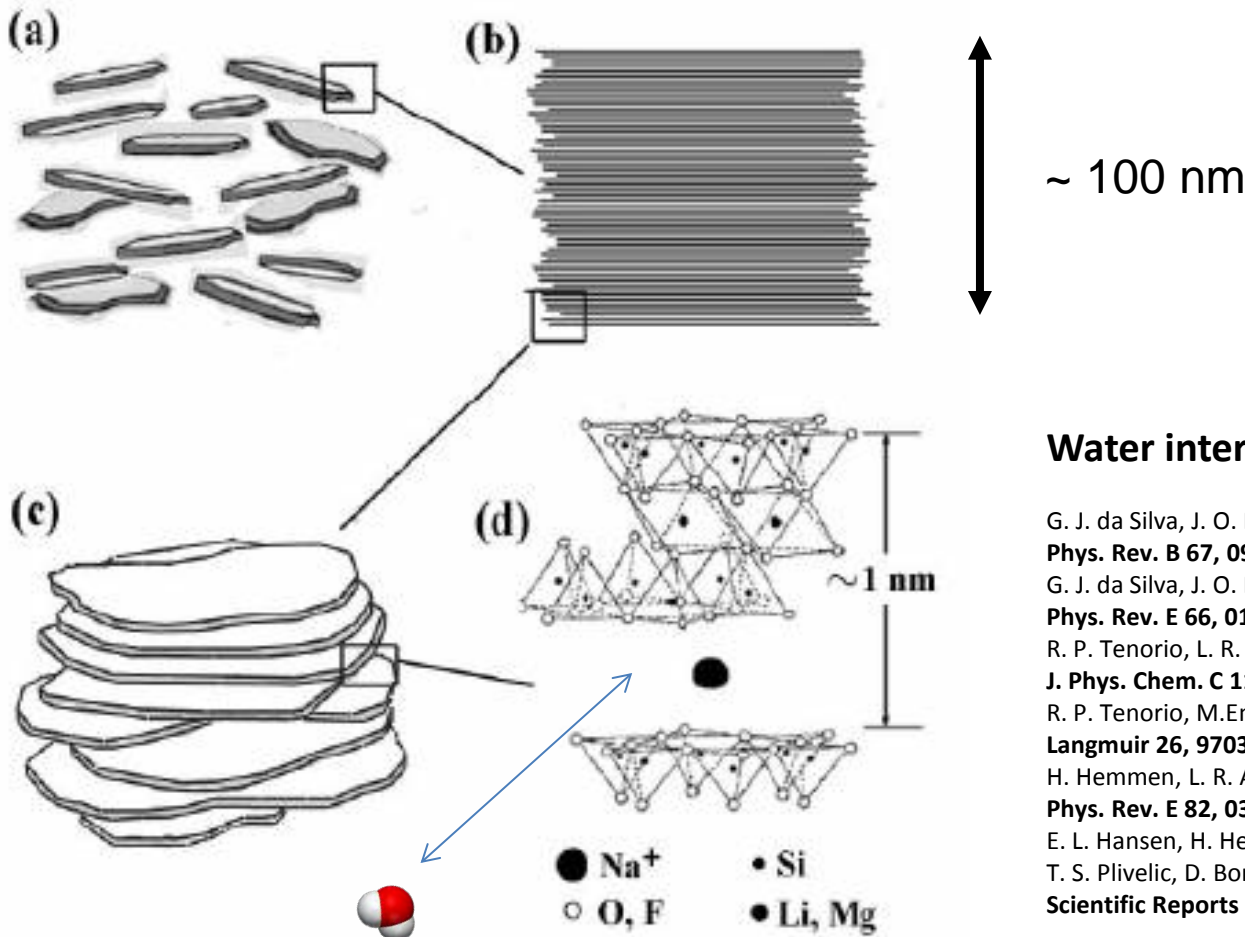 (a)
(b)
~ 100 nm
(c)
(d)
~1 nm
Na+
Si
O, F
Li, Mg
Water inter
G. J. da Silva, J. O.
Phys. Rev. B 67, 09
G. J. da Silva, J. O.
Phys. Rev. E 66, 01
R. P. Tenorio, L. R.
J. Phys. Chem. C 1
R. P. Tenorio, M.En
Langmuir 26, 9703
H. Hemmen, L. R. A
Phys. Rev. E 82, 03
E. L. Hansen, H. He
T. S. Plivelic, D. Bon
Scientific Reports